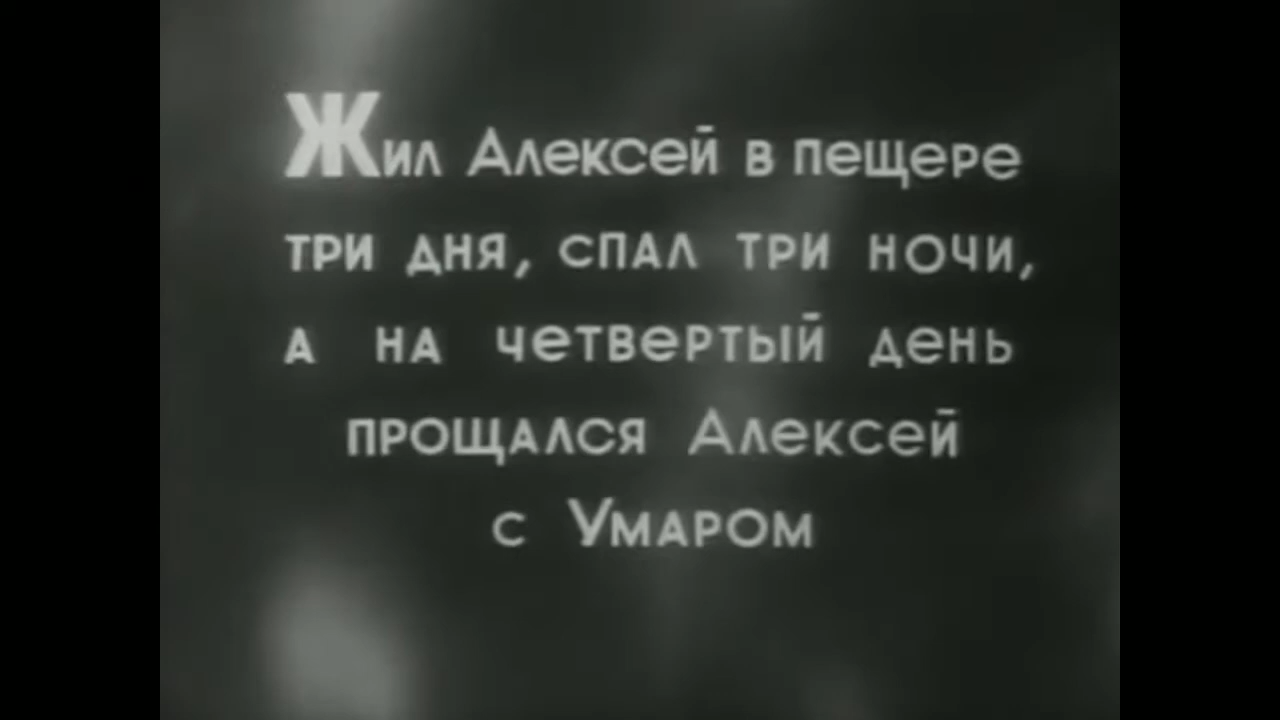 Жил Алексей в пещере
три дня, спал три ночи,
а на четвертый день
прощался Алексей
с Умаром